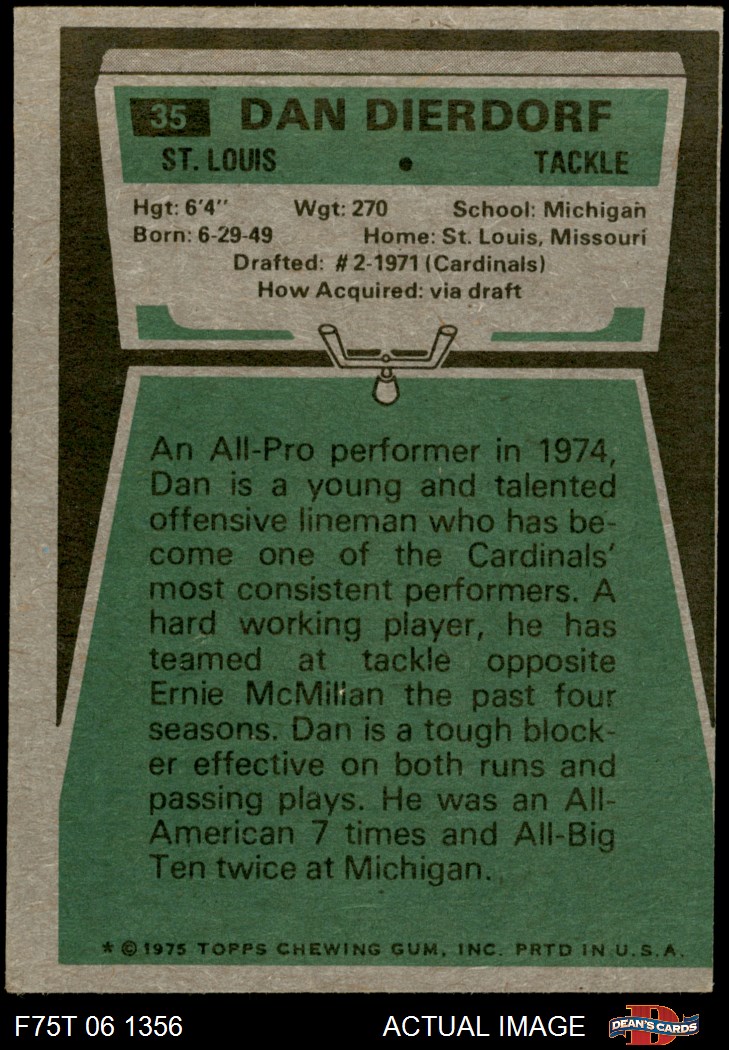 35 DAN DIERDORF
ST. LOUIS • TACKLE
Hgt: 6'4" Wgt: 270 School: Michigan
Born: 6-29-49 Home: St. Louis, Missouri
Drafted: #2-1971 (Cardinals)
How Acquired: via draft
An All-Pro performer in 1974,
Dan is a young and talented
offensive lineman who has be-
come one of the Cardinals'
most consistent performers. A
hard working player, he has
teamed at tackle opposite
Ernie McMillan the past four
seasons. Dan is a tough block-
er effective on both runs and
passing plays. He was an All-
American 7 times and All-Big
Ten twice at Michigan.
* © 1975 TOPPS CHEWING GUM, INC. PRTD IN U.S.A.
F75T 06 1356 ACTUAL IMAGE D DEAN'S CARDS